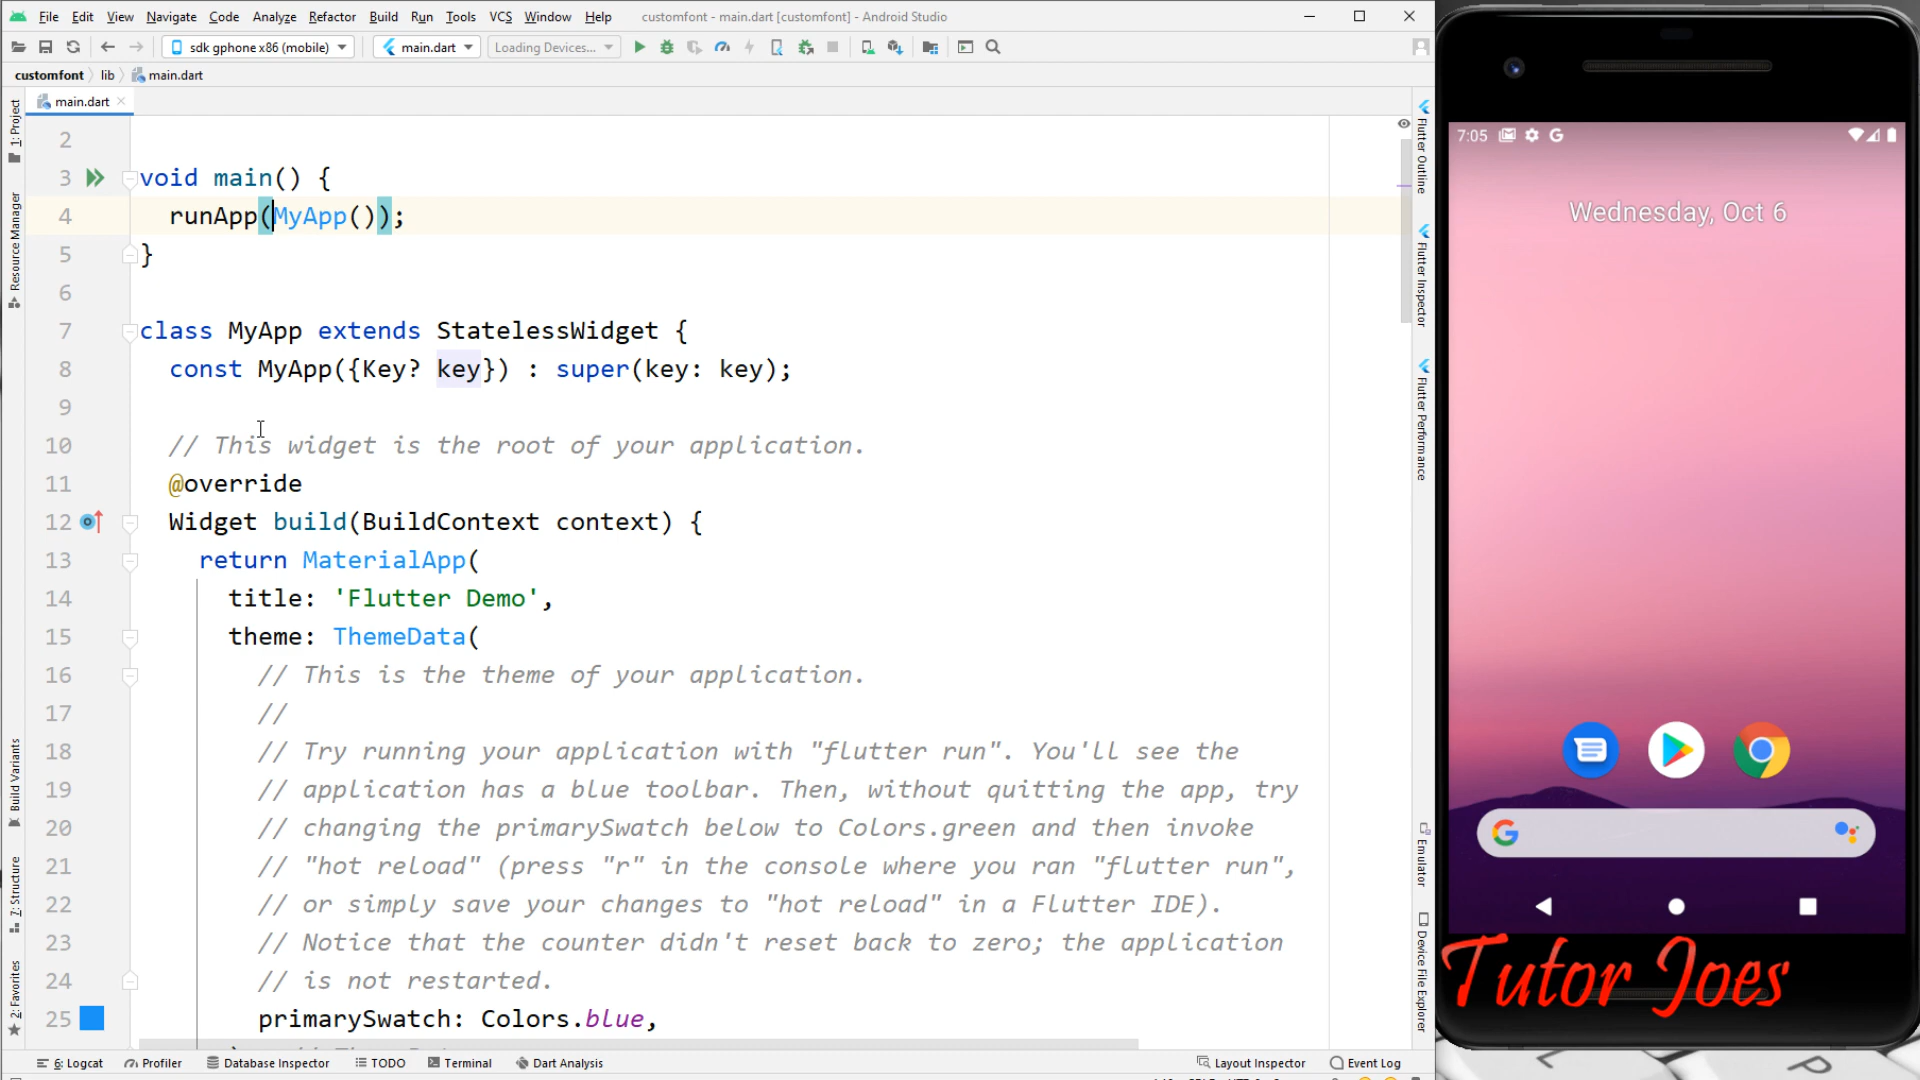 File Edit View Navigate Code Analyze Refactor Build Run Tools VCS Window Help customfont - main.dart [customfont] - Android Studio
sdk gphone x86 (mobile) main.dart Loading Devices...
customfont lib main.dart
main.dart
1: Project
Resource Manager
Build Variants
7: Structure
2: Favorites
2
3 void main() {
4 runApp(MyApp());
5 }
6
7 class MyApp extends StatelessWidget {
8 const MyApp({Key? key}) : super(key: key);
9
10 // This widget is the root of your application.
11 @override
12 Widget build(BuildContext context) {
13 return MaterialApp(
14 title: 'Flutter Demo',
15 theme: ThemeData(
16 // This is the theme of your application.
17 //
18 // Try running your application with "flutter run". You'll see the
19 // application has a blue toolbar. Then, without quitting the app, try
20 // changing the primarySwatch below to Colors.green and then invoke
21 // "hot reload" (press "r" in the console where you ran "flutter run",
22 // or simply save your changes to "hot reload" in a Flutter IDE).
23 // Notice that the counter didn't reset back to zero; the application
24 // is not restarted.
25 primarySwatch: Colors.blue,
Flutter Outline
Flutter Inspector
Flutter Performance
Emulator
Device File Explorer
6: Logcat Profiler Database Inspector TODO Terminal Dart Analysis Layout Inspector Event Log
7:05
Wednesday, Oct 6
Tutor Joes